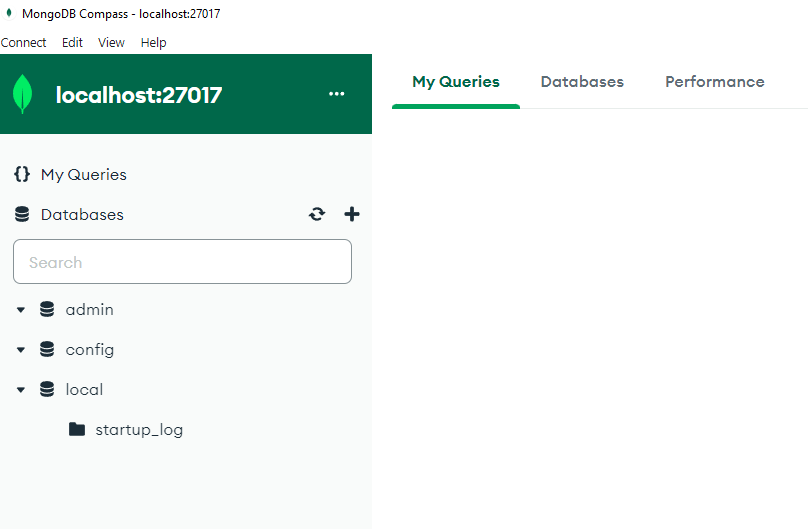 MongoDB Compass - localhost:27017
Connect Edit View Help
localhost:27017
My Queries Databases Performance
My Queries
Databases
Search
admin
config
local
startup_log